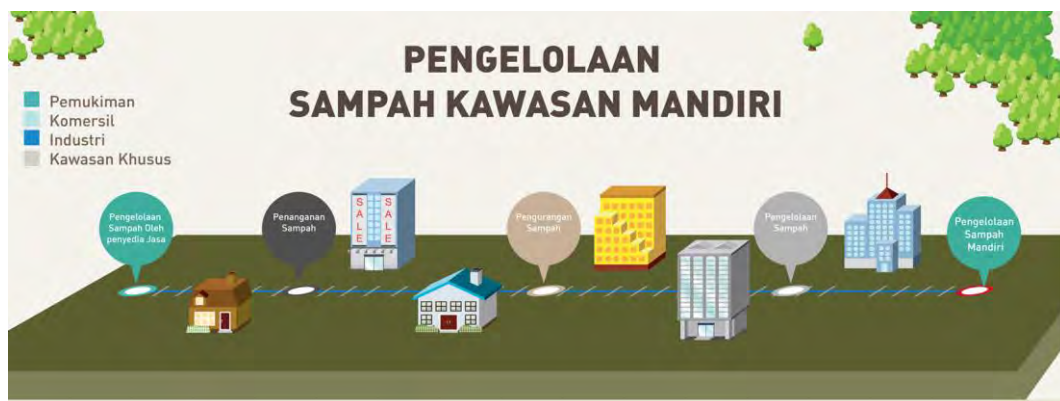 PENGELOLAAN
SAMPAH KAWASAN MANDIRI
Pemukiman
Komersil
Industri
Kawasan Khusus
Pengelolaan
Sampah Oleh
penyedia Jasa
Penanganan
Sampah
SALE
SALE
Pengurangan
Sampah
Pengelolaan
Sampah
Pengelolaan
Sampah
Mandiri